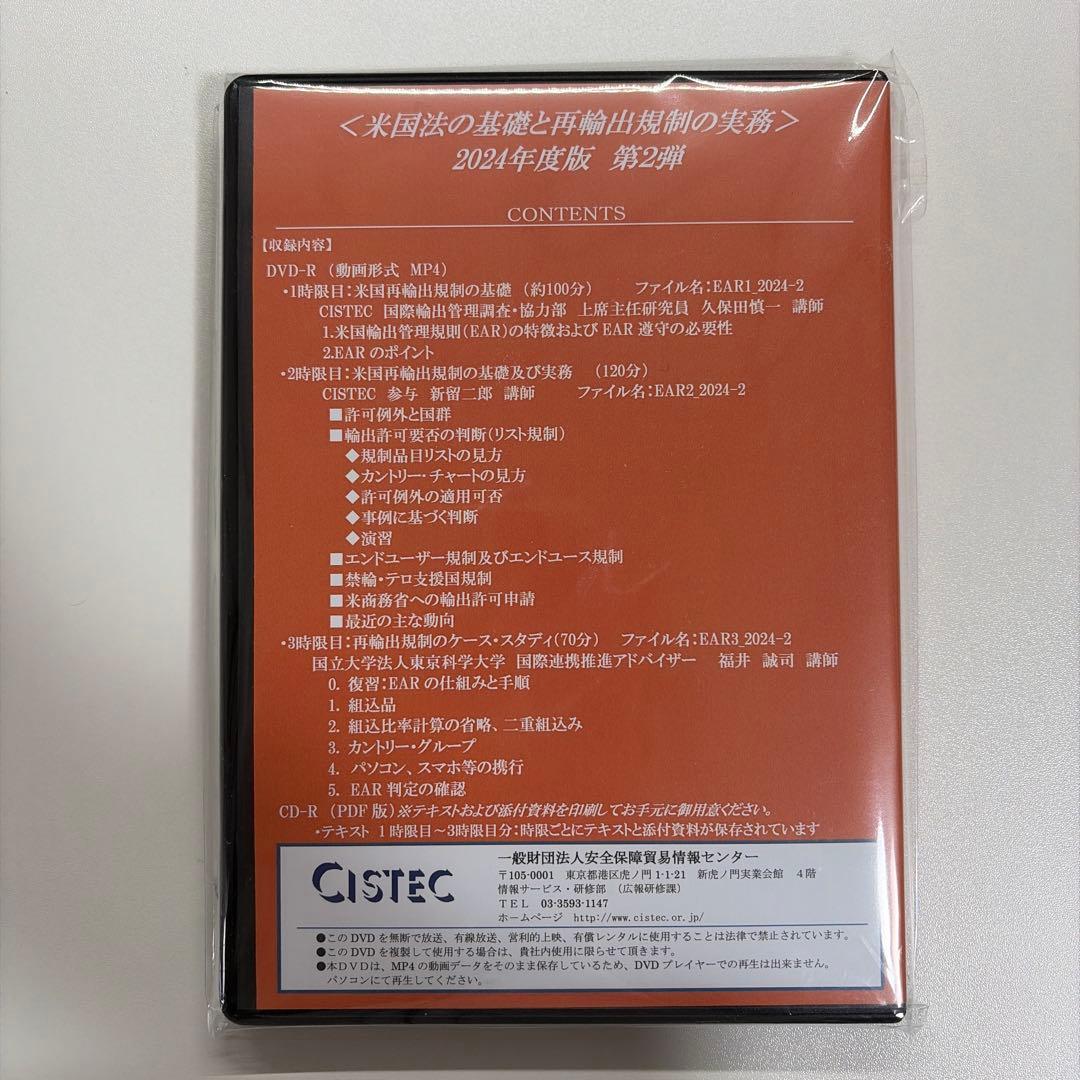 ＜米国法の基礎と再輸出規制の実務＞
2024年度版　第2弾
CONTENTS
【収録内容】
DVD-R （動画形式　MP4）
・1時限目：米国再輸出規制の基礎 （約100分）　ファイル名：EAR1_2024-2
CISTEC　国際輸出管理調査・協力部　上席主任研究員　久保田慎一　講師
1.米国輸出管理規則（EAR）の特徴および EAR 遵守の必要性
2.EAR のポイント
・2時限目：米国再輸出規制の基礎及び実務　（120分）
CISTEC　参与　新留二郎　講師　ファイル名：EAR2_2024-2
■許可例外と国群
■輸出許可要否の判断（リスト規制）
◆規制品目リストの見方
◆カントリー・チャートの見方
◆許可例外の適用可否
◆事例に基づく判断
◆演習
■エンドユーザー規制及びエンドユース規制
■禁輸・テロ支援国規制
■米商務省への輸出許可申請
■最近の主な動向
・3時限目：再輸出規制のケース・スタディ（70分）　ファイル名：EAR3_2024-2
国立大学法人東京科学大学　国際連携推進アドバイザー　福井　誠司　講師
0. 復習：EAR の仕組みと手順
1. 組込品
2. 組込比率計算の省略、二重組込み
3. カントリー・グループ
4. パソコン、スマホ等の携行
5. EAR 判定の確認
CD-R （PDF 版）※テキストおよび添付資料を印刷してお手元に御用意ください。
・テキスト　1時限目～3時限目分：時限ごとにテキストと添付資料が保存されています
CISTEC
一般財団法人安全保障貿易情報センター
〒105-0001　東京都港区虎ノ門 1-1-21　新虎ノ門実業会館　4階
情報サービス・研修部　（広報研修課）
ＴＥＬ　03-3593-1147
ホームページ　http://www.cistec.or.jp/
●この DVD を無断で放送、有線放送、営利的上映、有償レンタルに使用することは法律で禁止されています。
●この DVD を複製して使用する場合は、貴社内使用に限らせて頂きます。
●本ＤＶＤは、MP4 の動画データをそのまま保存しているため、DVD プレイヤーでの再生は出来ません。
パソコンにて再生してください。